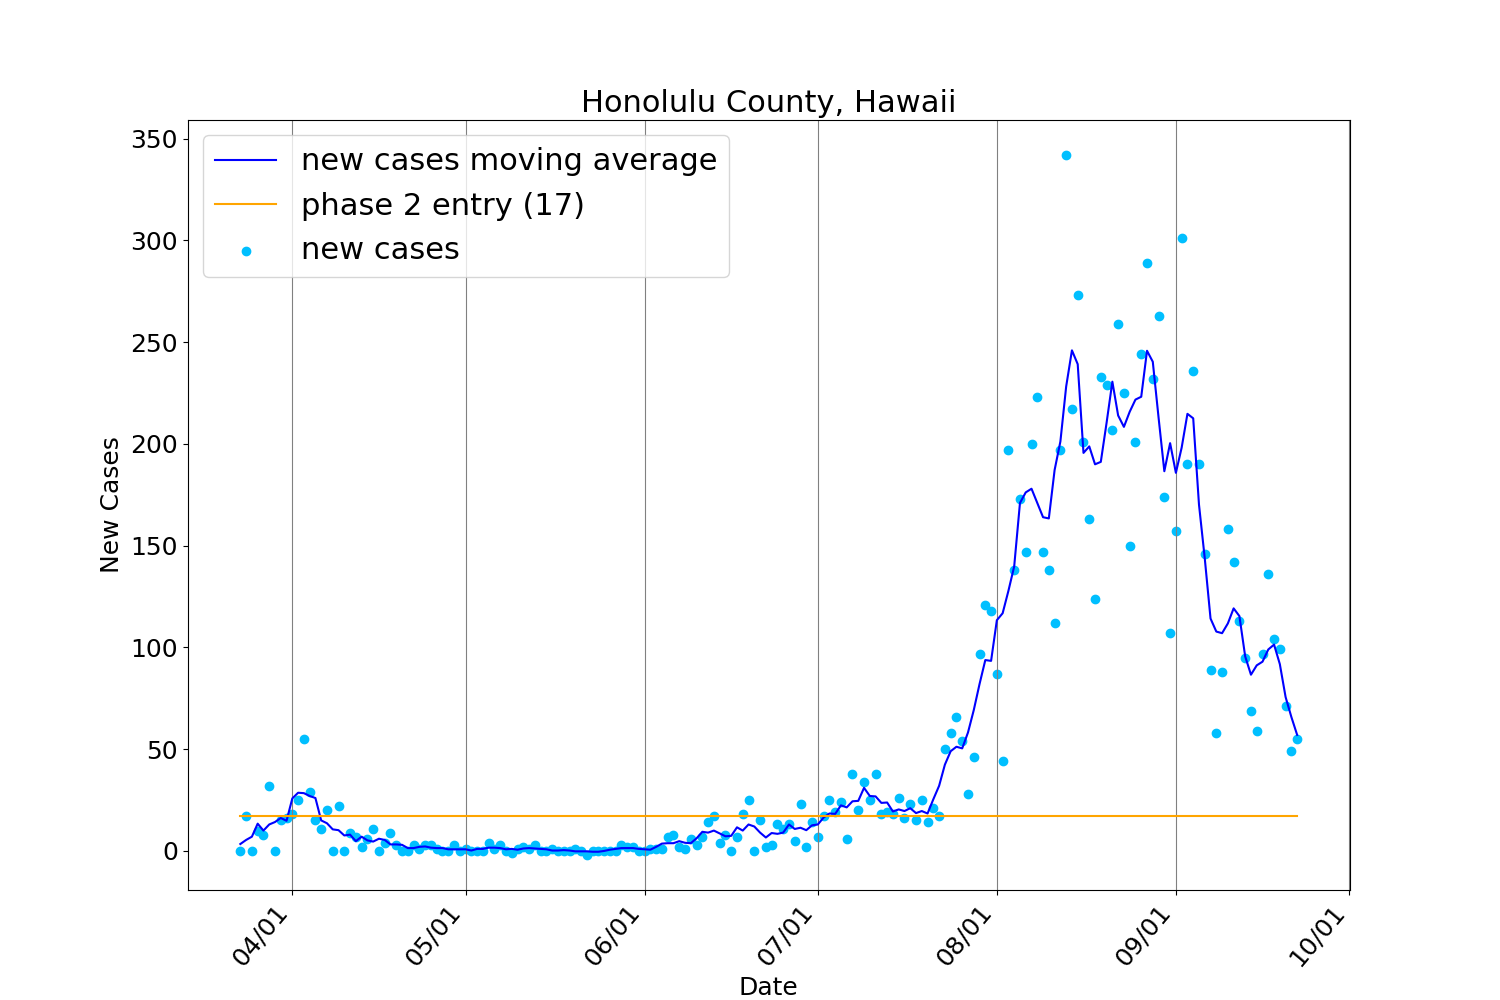 Honolulu County, Hawaii
350
300
250
200
150
100
50
0
New Cases
new cases moving average
phase 2 entry (17)
new cases
04/01
05/01
06/01
07/01
08/01
09/01
10/01
Date